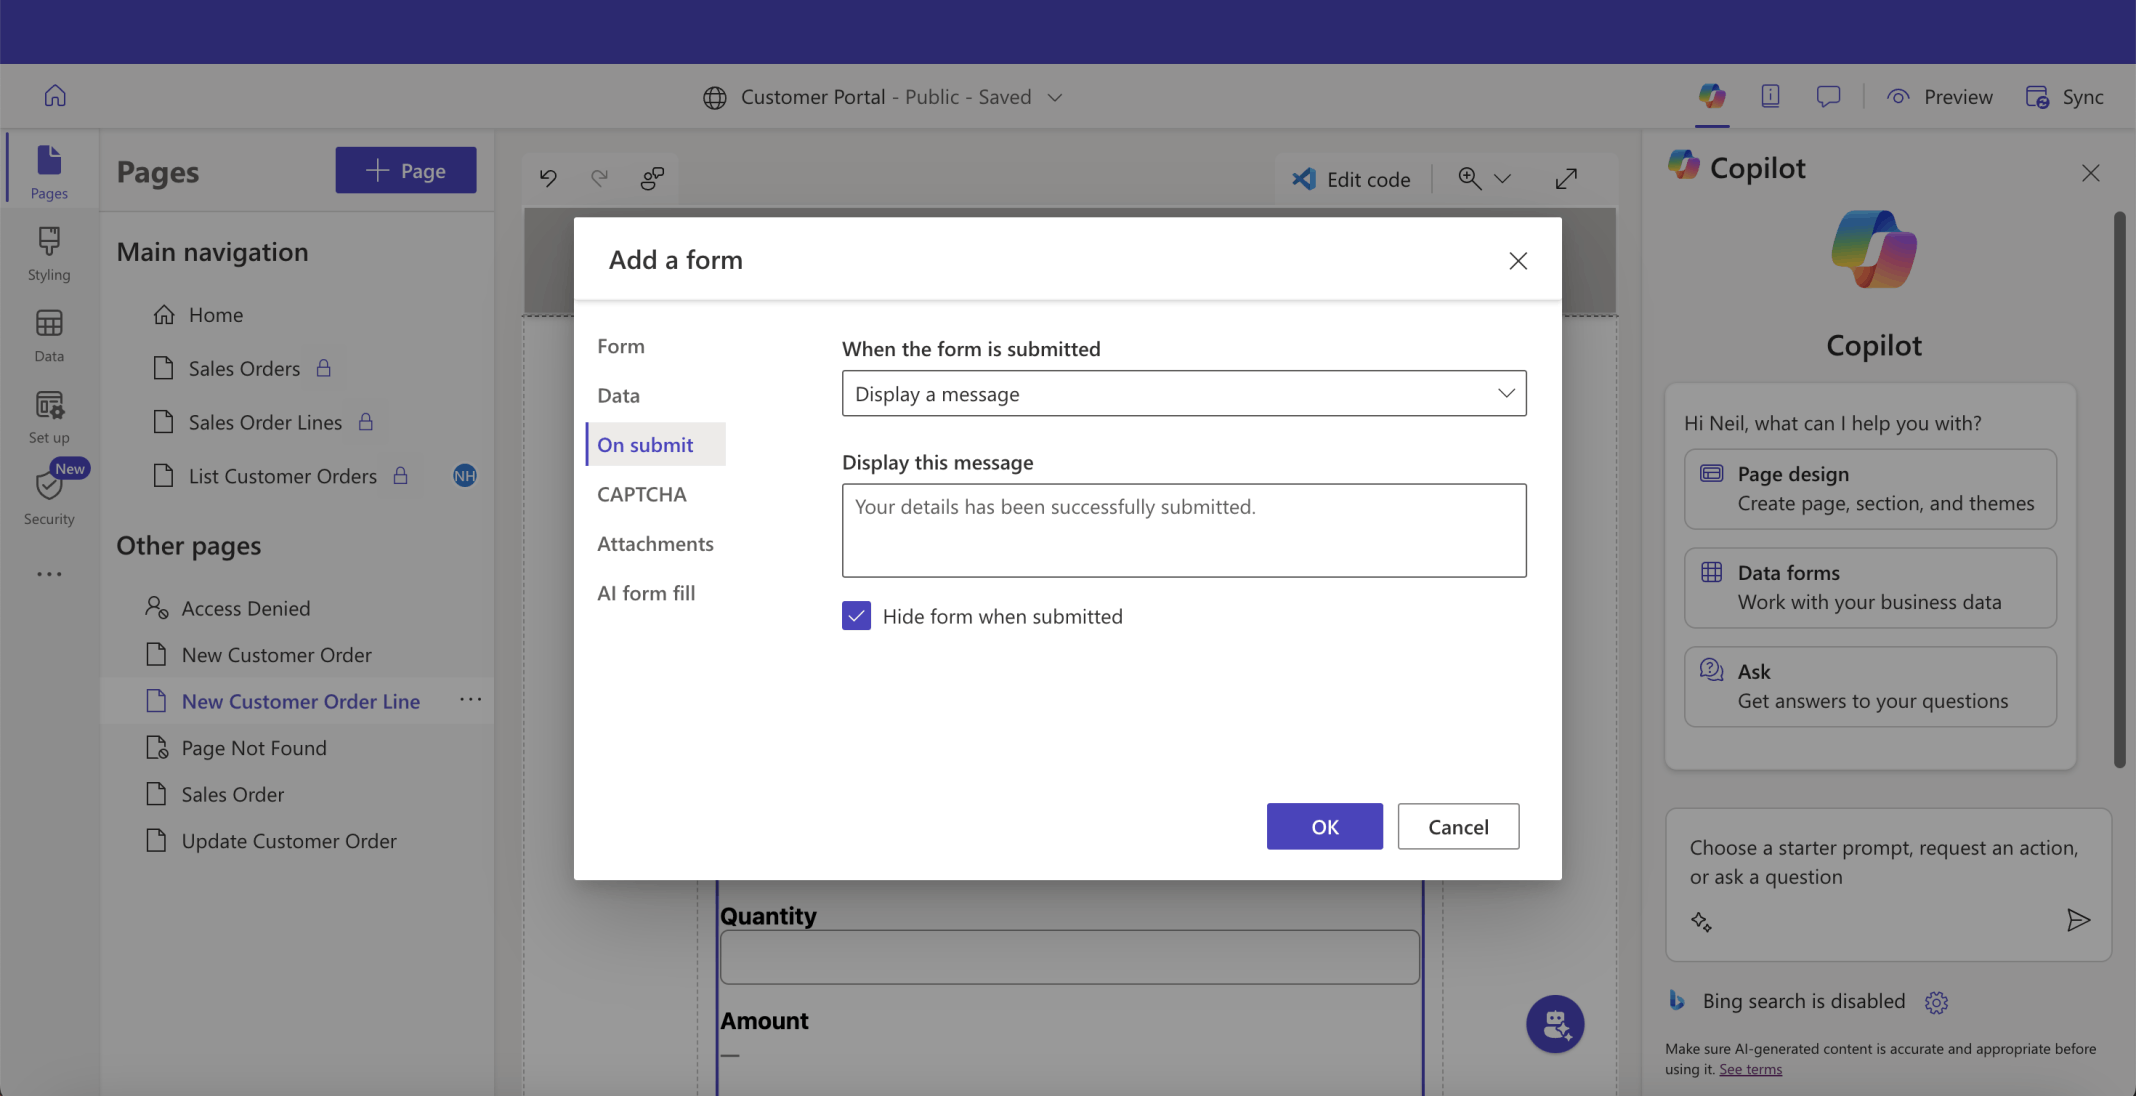 Customer Portal - Public - Saved
Preview
Sync
Pages
Styling
Data
Set up
New
Security
Pages
Page
Main navigation
Home
Sales Orders
Sales Order Lines
List Customer Orders
NH
Other pages
Access Denied
New Customer Order
New Customer Order Line
Page Not Found
Sales Order
Update Customer Order
Edit code
Add a form
Form
Data
On submit
CAPTCHA
Attachments
AI form fill
When the form is submitted
Display a message
Display this message
Your details has been successfully submitted.
Hide form when submitted
OK
Cancel
Quantity
Amount
—
Copilot
Copilot
Hi Neil, what can I help you with?
Page design
Create page, section, and themes
Data forms
Work with your business data
Ask
Get answers to your questions
Choose a starter prompt, request an action,
or ask a question
Bing search is disabled
Make sure AI-generated content is accurate and appropriate before
using it. See terms